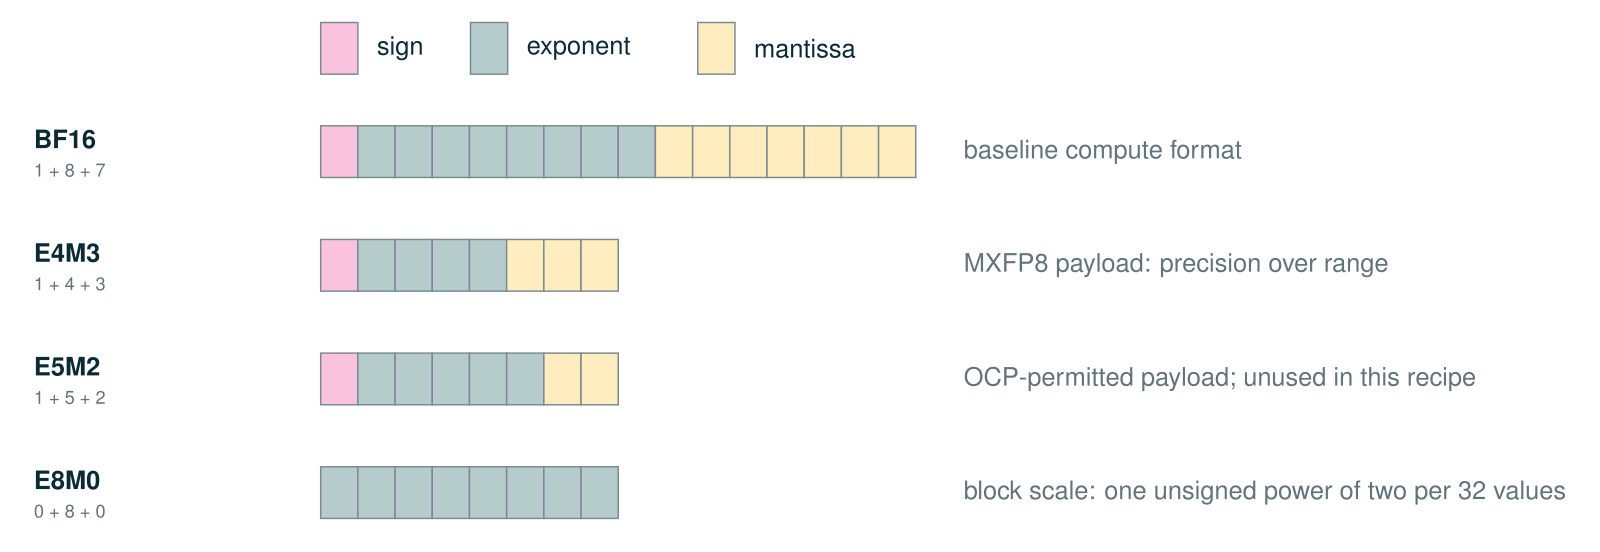 sign
exponent
mantissa
BF16
1 + 8 + 7
baseline compute format
E4M3
1 + 4 + 3
MXFP8 payload: precision over range
E5M2
1 + 5 + 2
OCP-permitted payload; unused in this recipe
E8M0
0 + 8 + 0
block scale: one unsigned power of two per 32 values